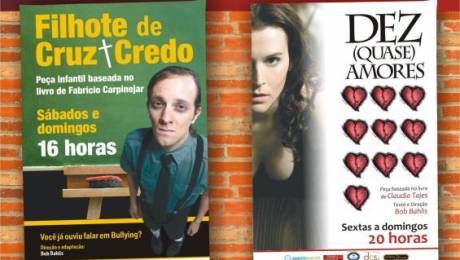 Filhote de
Cruz†Credo
Peça infantil baseada no
livro de Fabrício Carpinejar
Sábados e
domingos
16 horas
Você já ouviu falar em Bullying?
Direção e adaptação:
Bob Bahlis
DEZ
(QUASE)
AMORES
Peça baseada no livro
de Claudia Tajes
Texto e Direção
Bob Bahlis
Sextas a domingos
20 horas